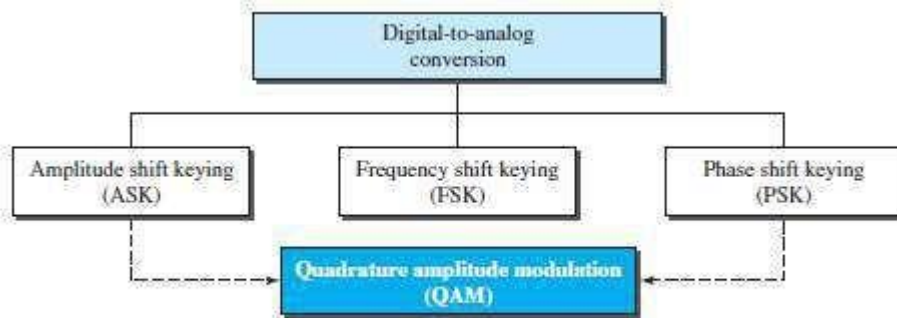 Digital-to-analog
conversion
Amplitude shift keying
(ASK)
Frequency shift keying
(FSK)
Phase shift keying
(PSK)
Quadrature amplitude modulation
(QAM)